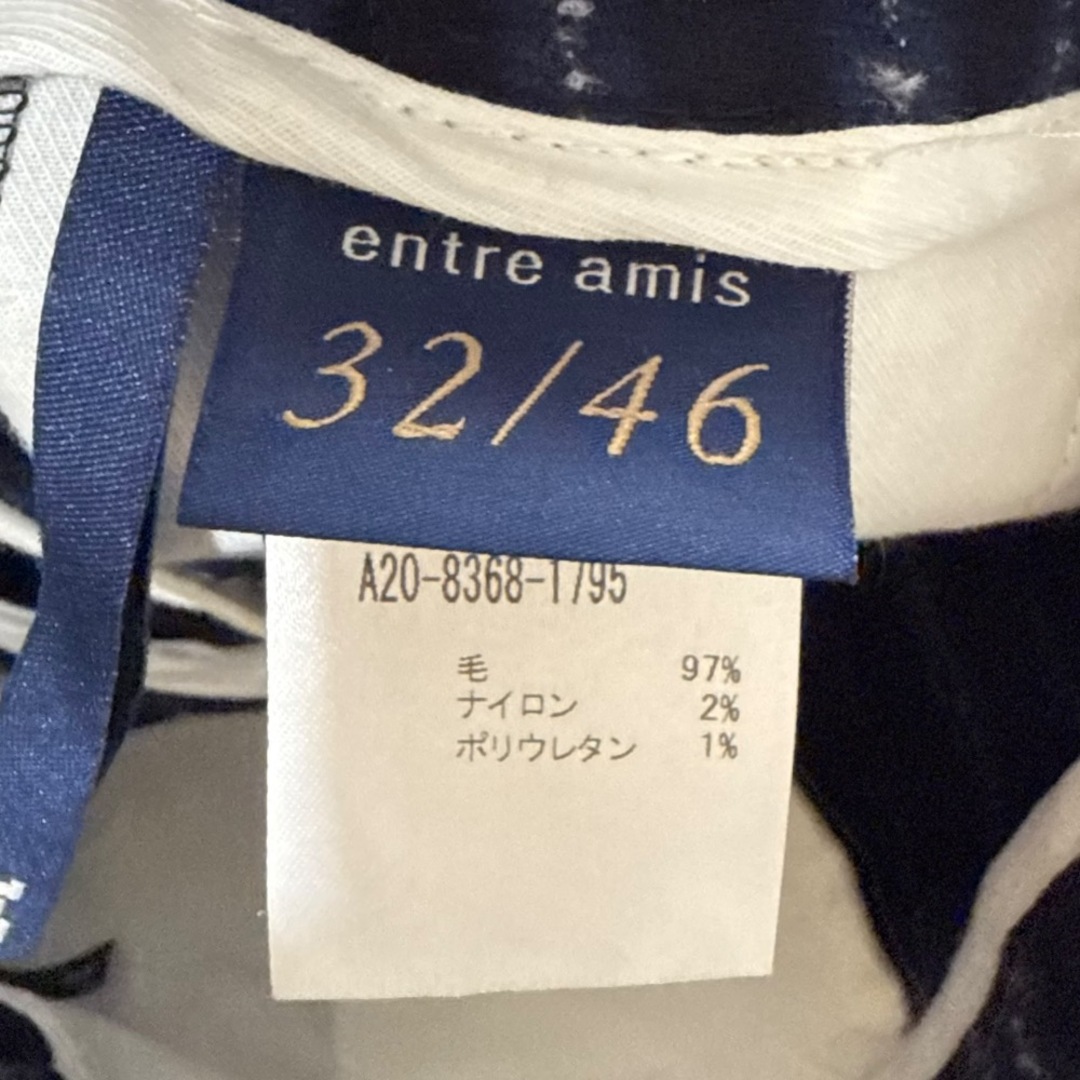 entre amis
32/46
A20-8368-1795
毛 97%
ナイロン 2%
ポリウレタン 1%